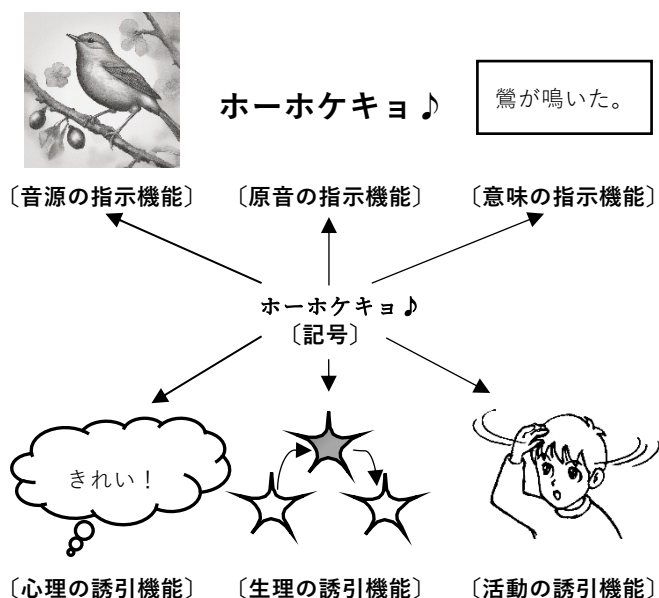 ホーホケキョ♪
鶯が鳴いた。
〔音源の指示機能〕
〔原音の指示機能〕
〔意味の指示機能〕
ホーホケキョ♪
〔記号〕
きれい！
〔心理の誘引機能〕
〔生理の誘引機能〕
〔活動の誘引機能〕